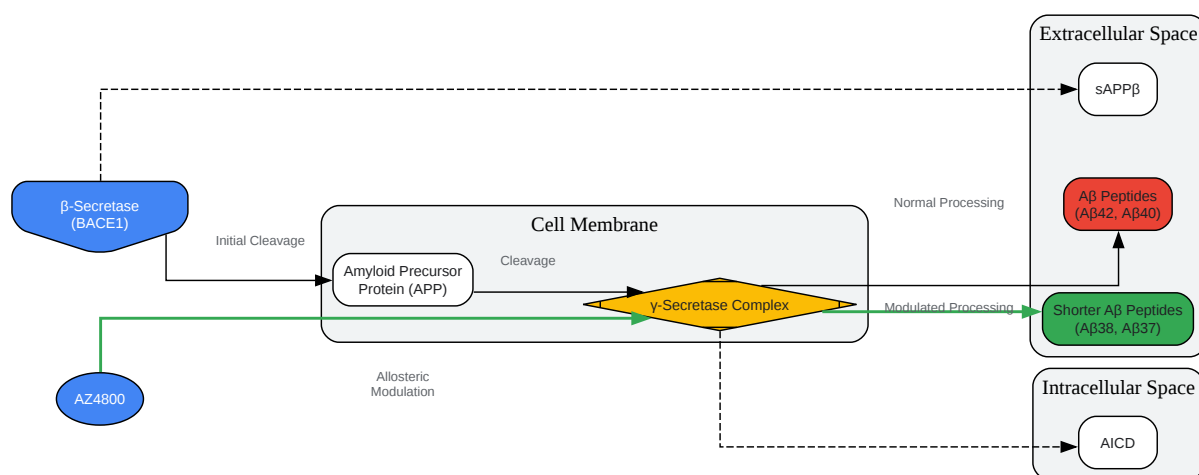 Extracellular Space
sAPPβ
β-Secretase
(BACE1)
Aβ Peptides
(Aβ42, Aβ40)
Normal Processing
Cell Membrane
Initial Cleavage
Cleavage
Amyloid Precursor
Protein (APP)
γ-Secretase Complex
Modulated Processing
Shorter Aβ Peptides
(Aβ38, Aβ37)
Allosteric
Modulation
AZ4800
Intracellular Space
AICD